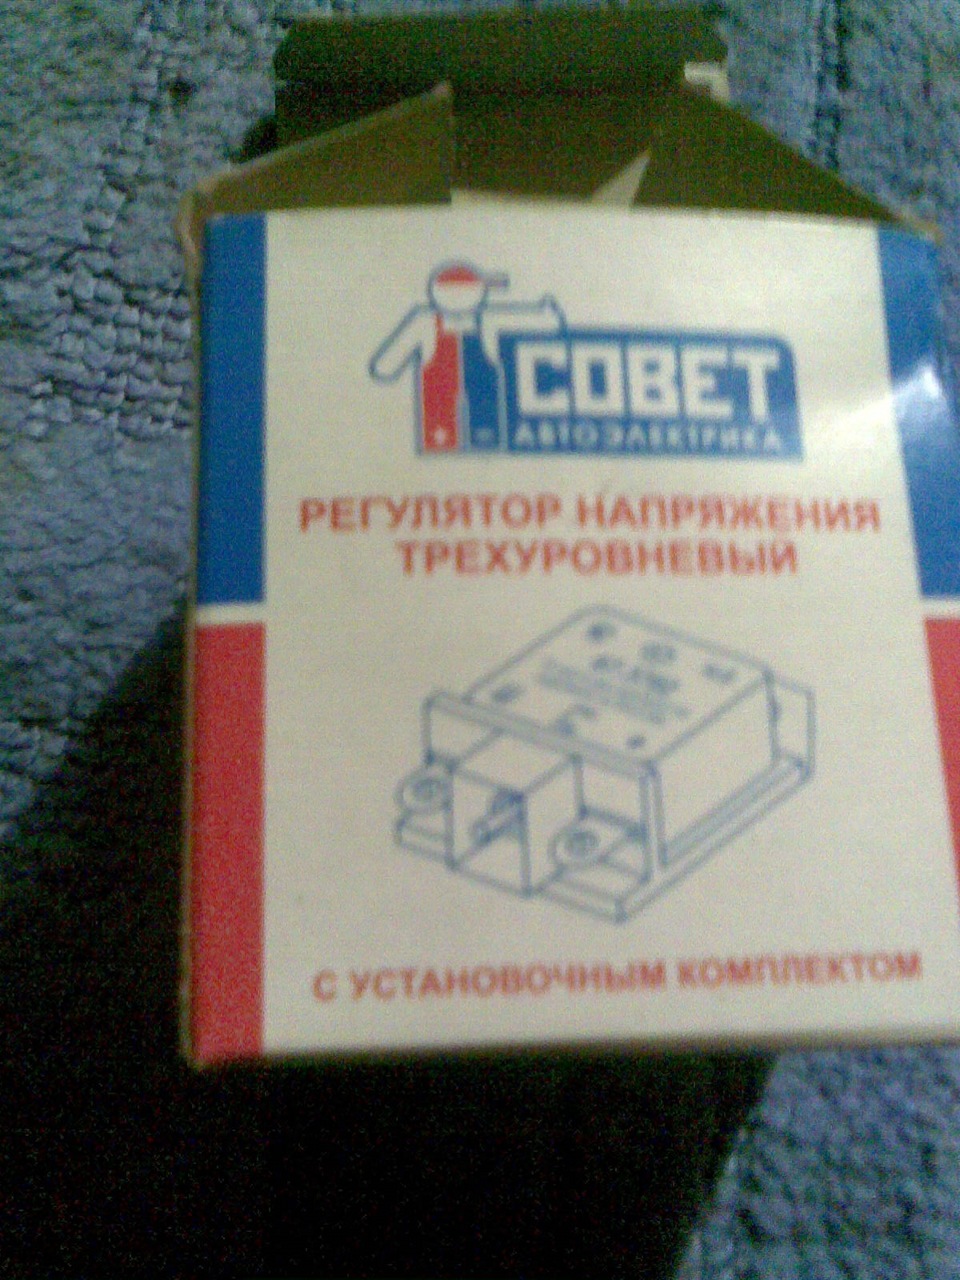 СОВЕТ
АВТОЭЛЕКТРИКА
РЕГУЛЯТОР НАПРЯЖЕНИЯ
ТРЕХУРОВНЕВЫЙ
С УСТАНОВОЧНЫМ КОМПЛЕКТОМ